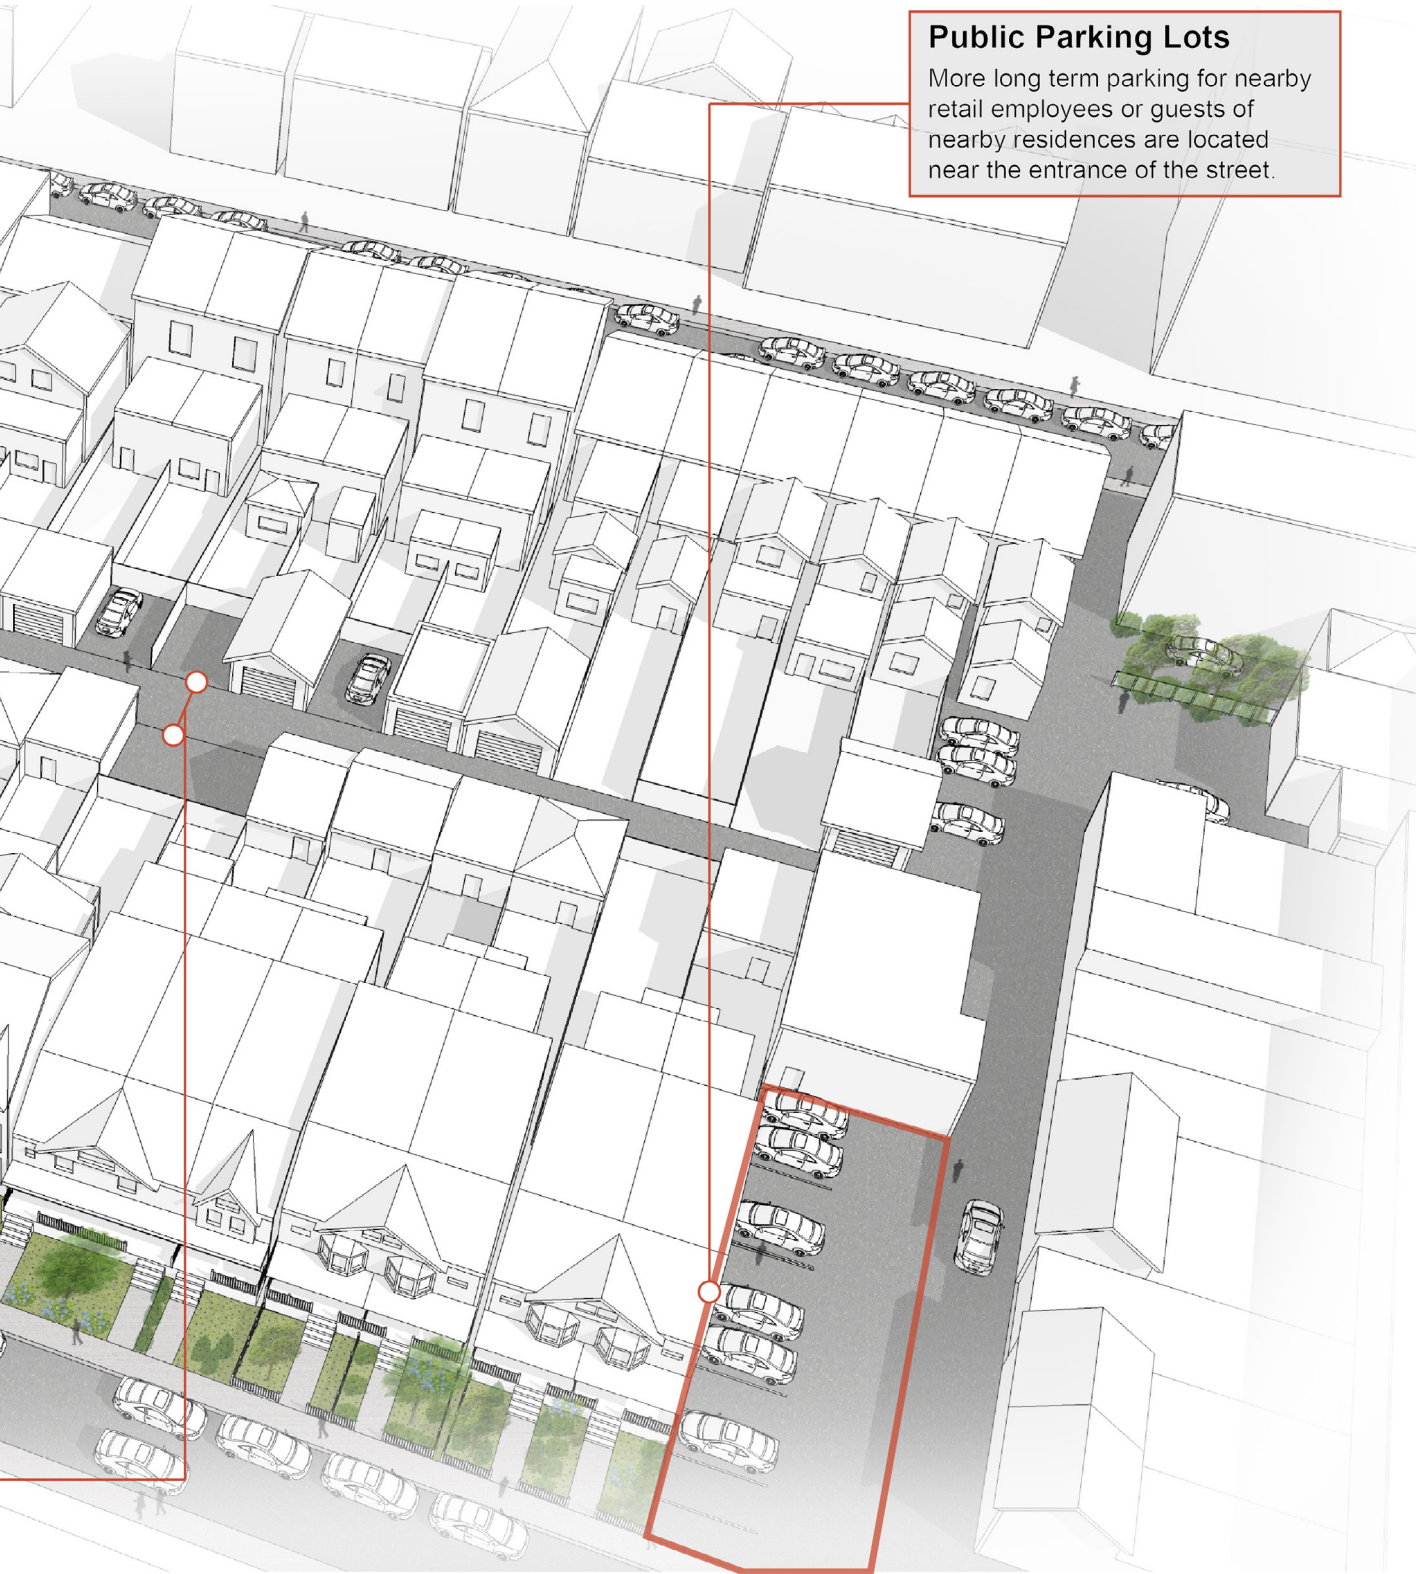 Public Parking Lots
More long term parking for nearby
retail employees or guests of
nearby residences are located
near the entrance of the street.